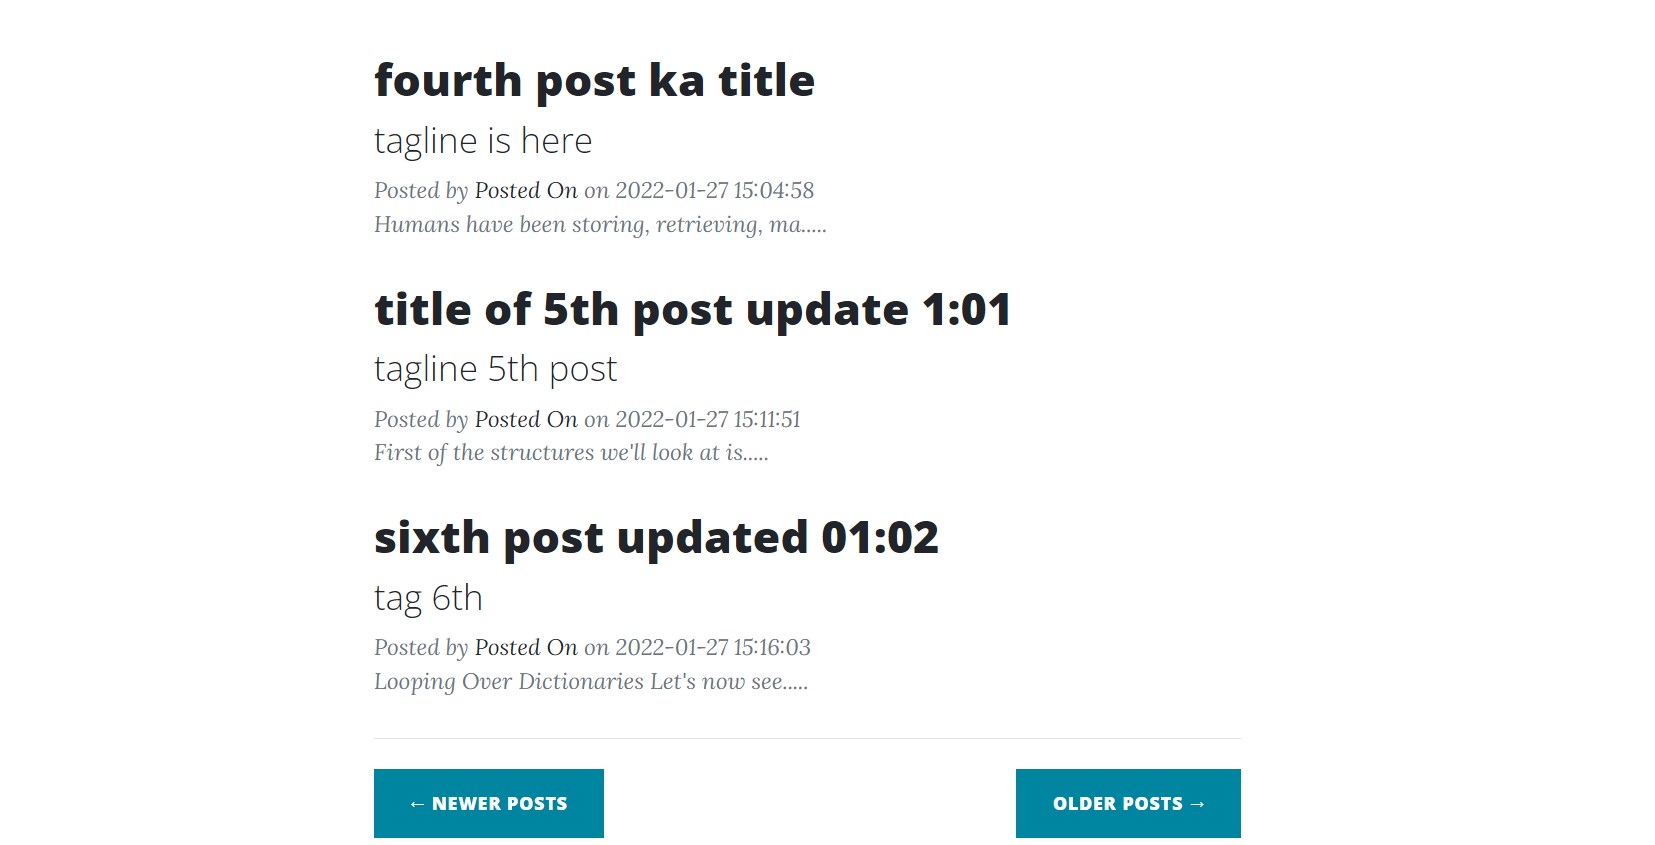 fourth post ka title
tagline is here
Posted by Posted On on 2022-01-27 15:04:58
Humans have been storing, retrieving, ma.....
title of 5th post update 1:01
tagline 5th post
Posted by Posted On on 2022-01-27 15:11:51
First of the structures we'll look at is.....
sixth post updated 01:02
tag 6th
Posted by Posted On on 2022-01-27 15:16:03
Looping Over Dictionaries Let's now see.....
← NEWER POSTS
OLDER POSTS →